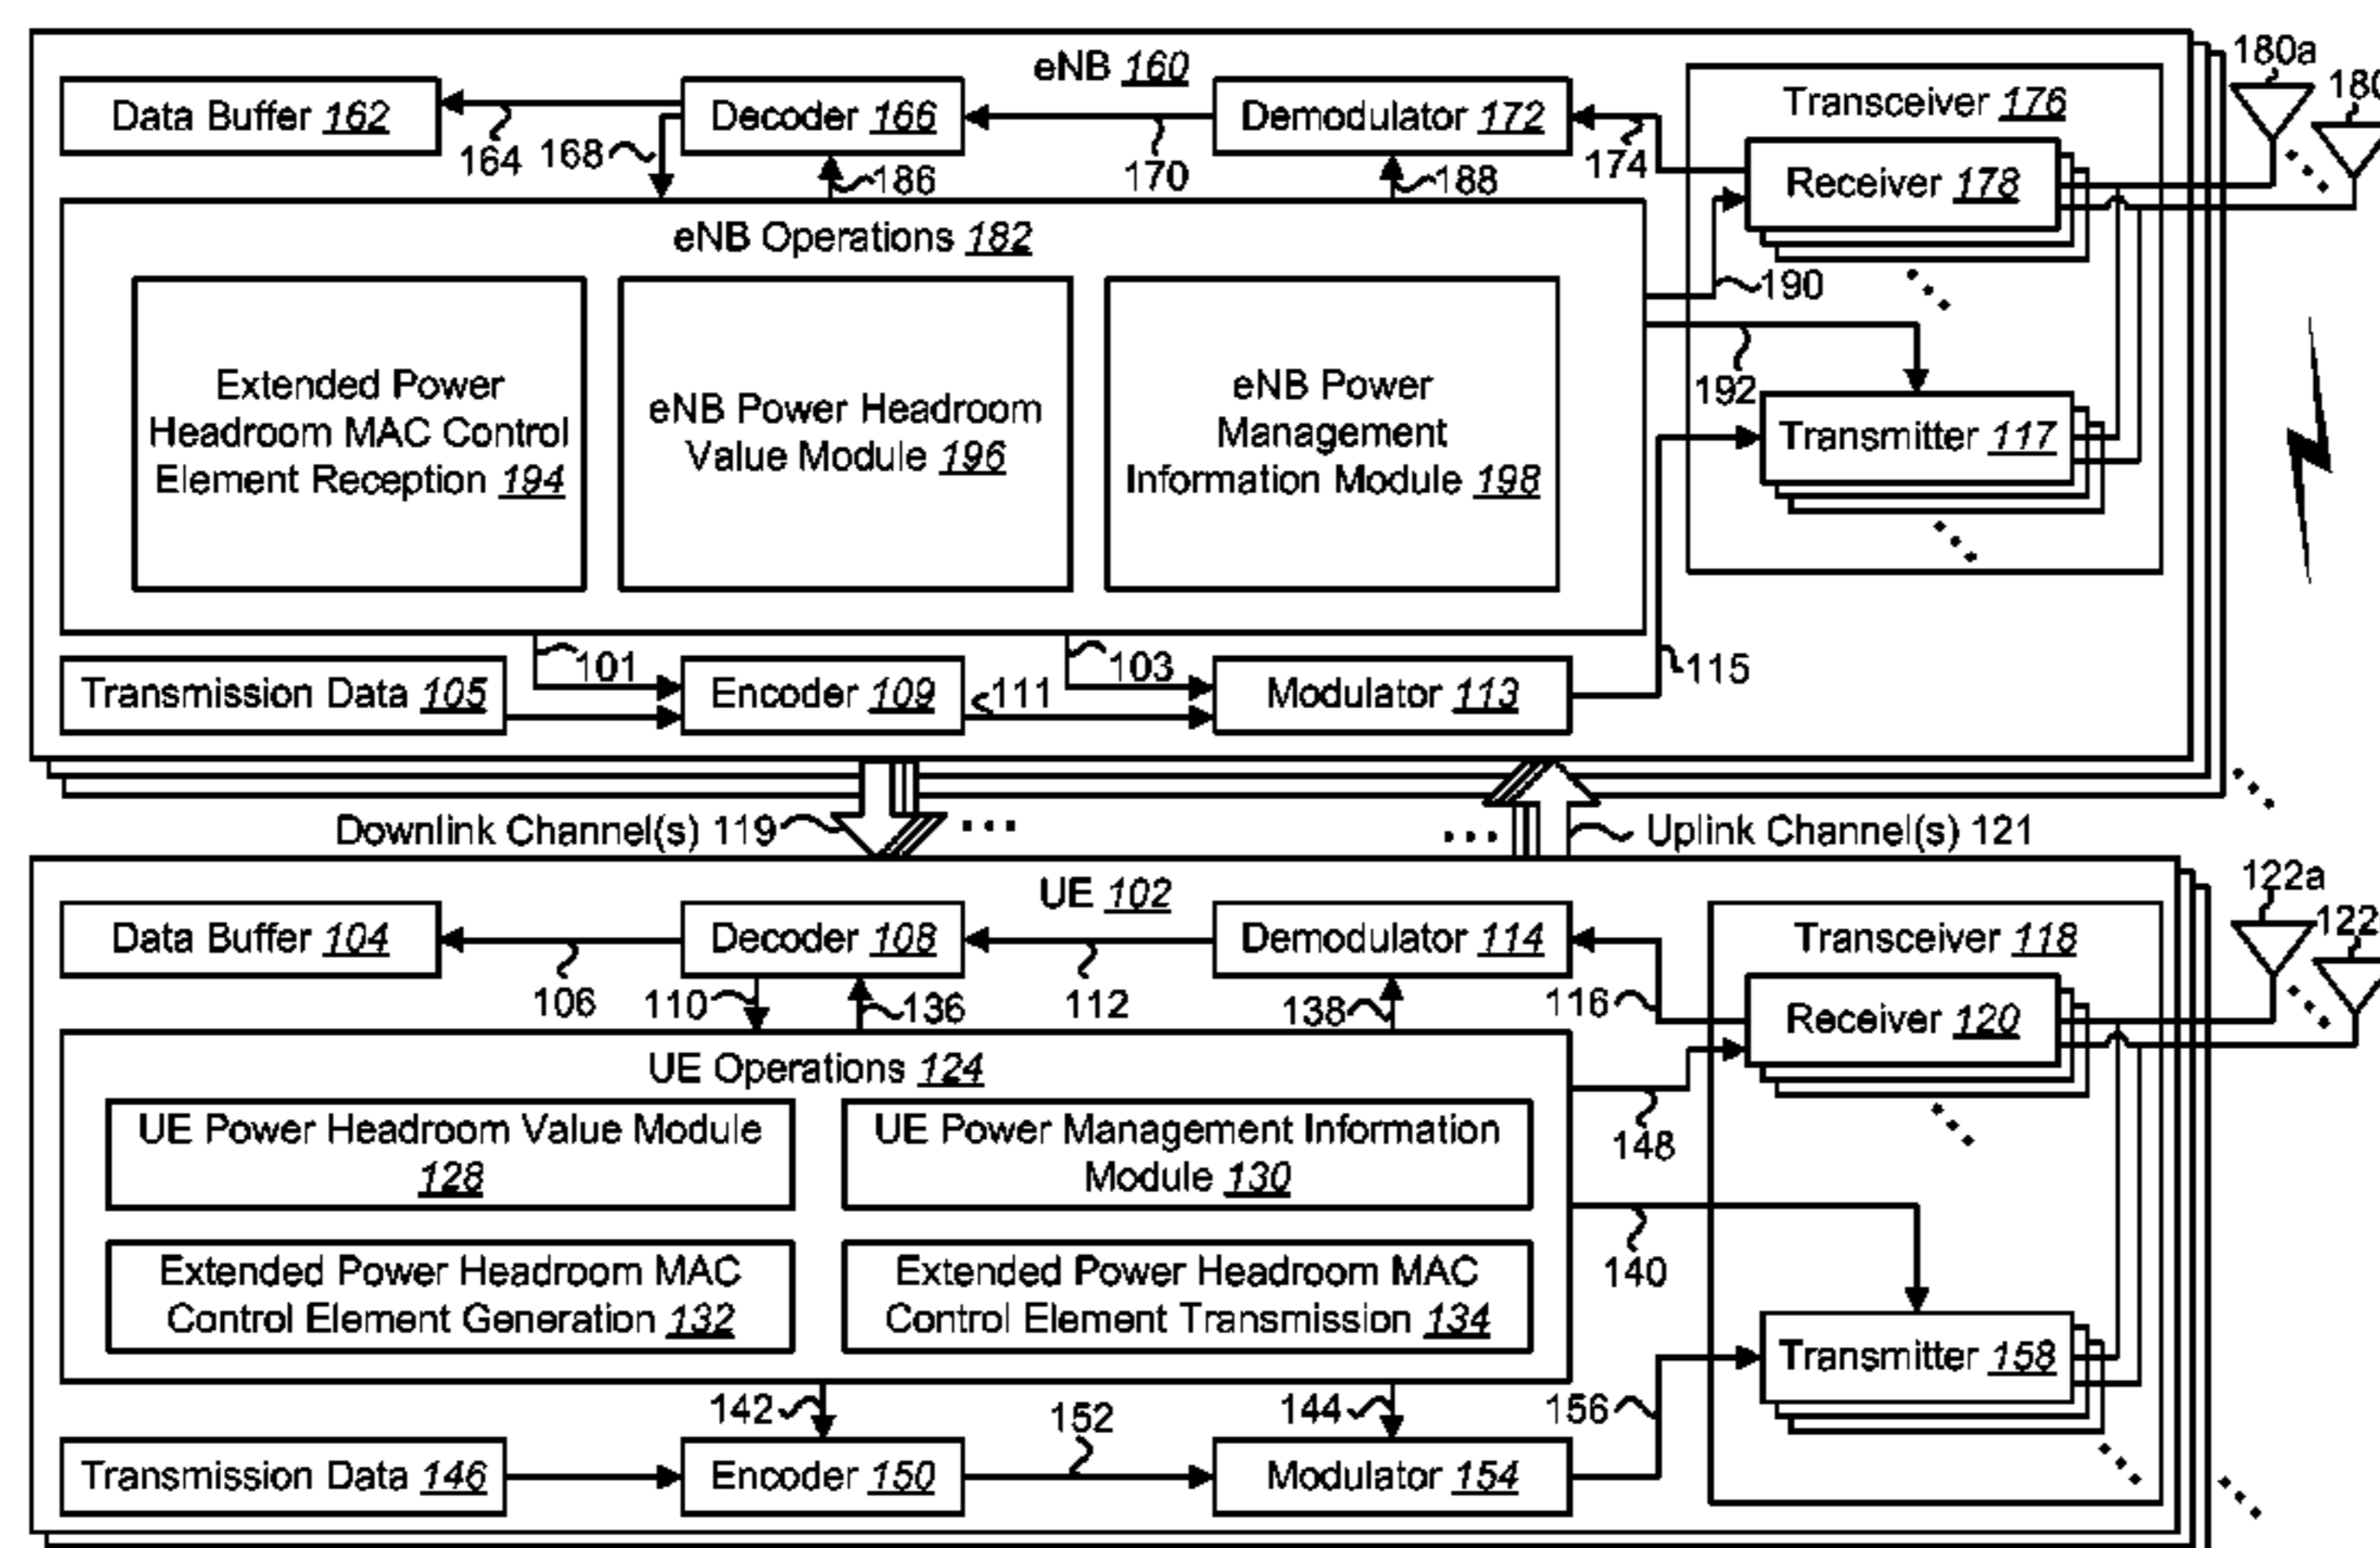 eNB 160
180a
180
Data Buffer 162
Decoder 166
Demodulator 172
Transceiver 176
164
168
186
170
188
174
Receiver 178
eNB Operations 182
190
Extended Power
Headroom MAC Control
Element Reception 194
eNB Power Headroom
Value Module 196
eNB Power
Management
Information Module 198
192
Transmitter 117
101
103
115
Transmission Data 105
Encoder 109
111
Modulator 113
Downlink Channel(s) 119
Uplink Channel(s) 121
UE 102
122a
122
Data Buffer 104
Decoder 108
Demodulator 114
Transceiver 118
106
110
136
112
138
116
Receiver 120
UE Operations 124
UE Power Headroom Value Module
128
UE Power Management Information
Module 130
148
Extended Power Headroom MAC
Control Element Generation 132
Extended Power Headroom MAC
Control Element Transmission 134
140
Transmitter 158
142
152
144
156
Transmission Data 146
Encoder 150
Modulator 154